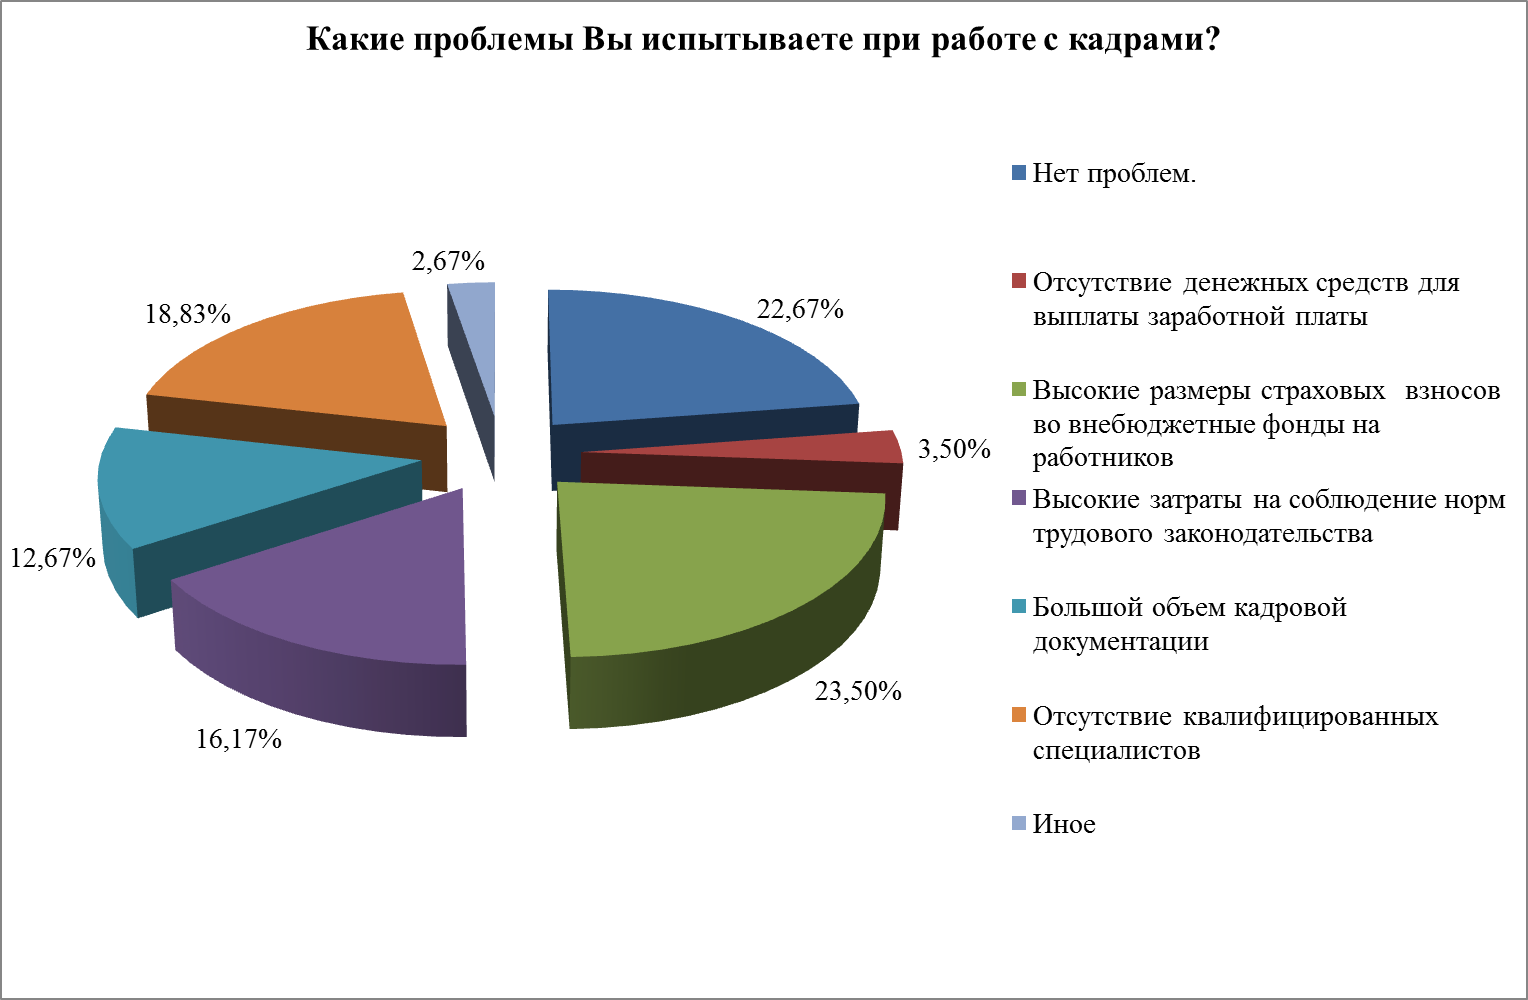 Какие проблемы Вы испытываете при работе с кадрами?
2,67%
18,83%
22,67%
3,50%
12,67%
23,50%
16,17%
Нет проблем.
Отсутствие денежных средств для
выплаты заработной платы
Высокие размеры страховых взносов
во внебюджетные фонды на
работников
Высокие затраты на соблюдение норм
трудового законодательства
Большой объем кадровой
документации
Отсутствие квалифицированных
специалистов
Иное